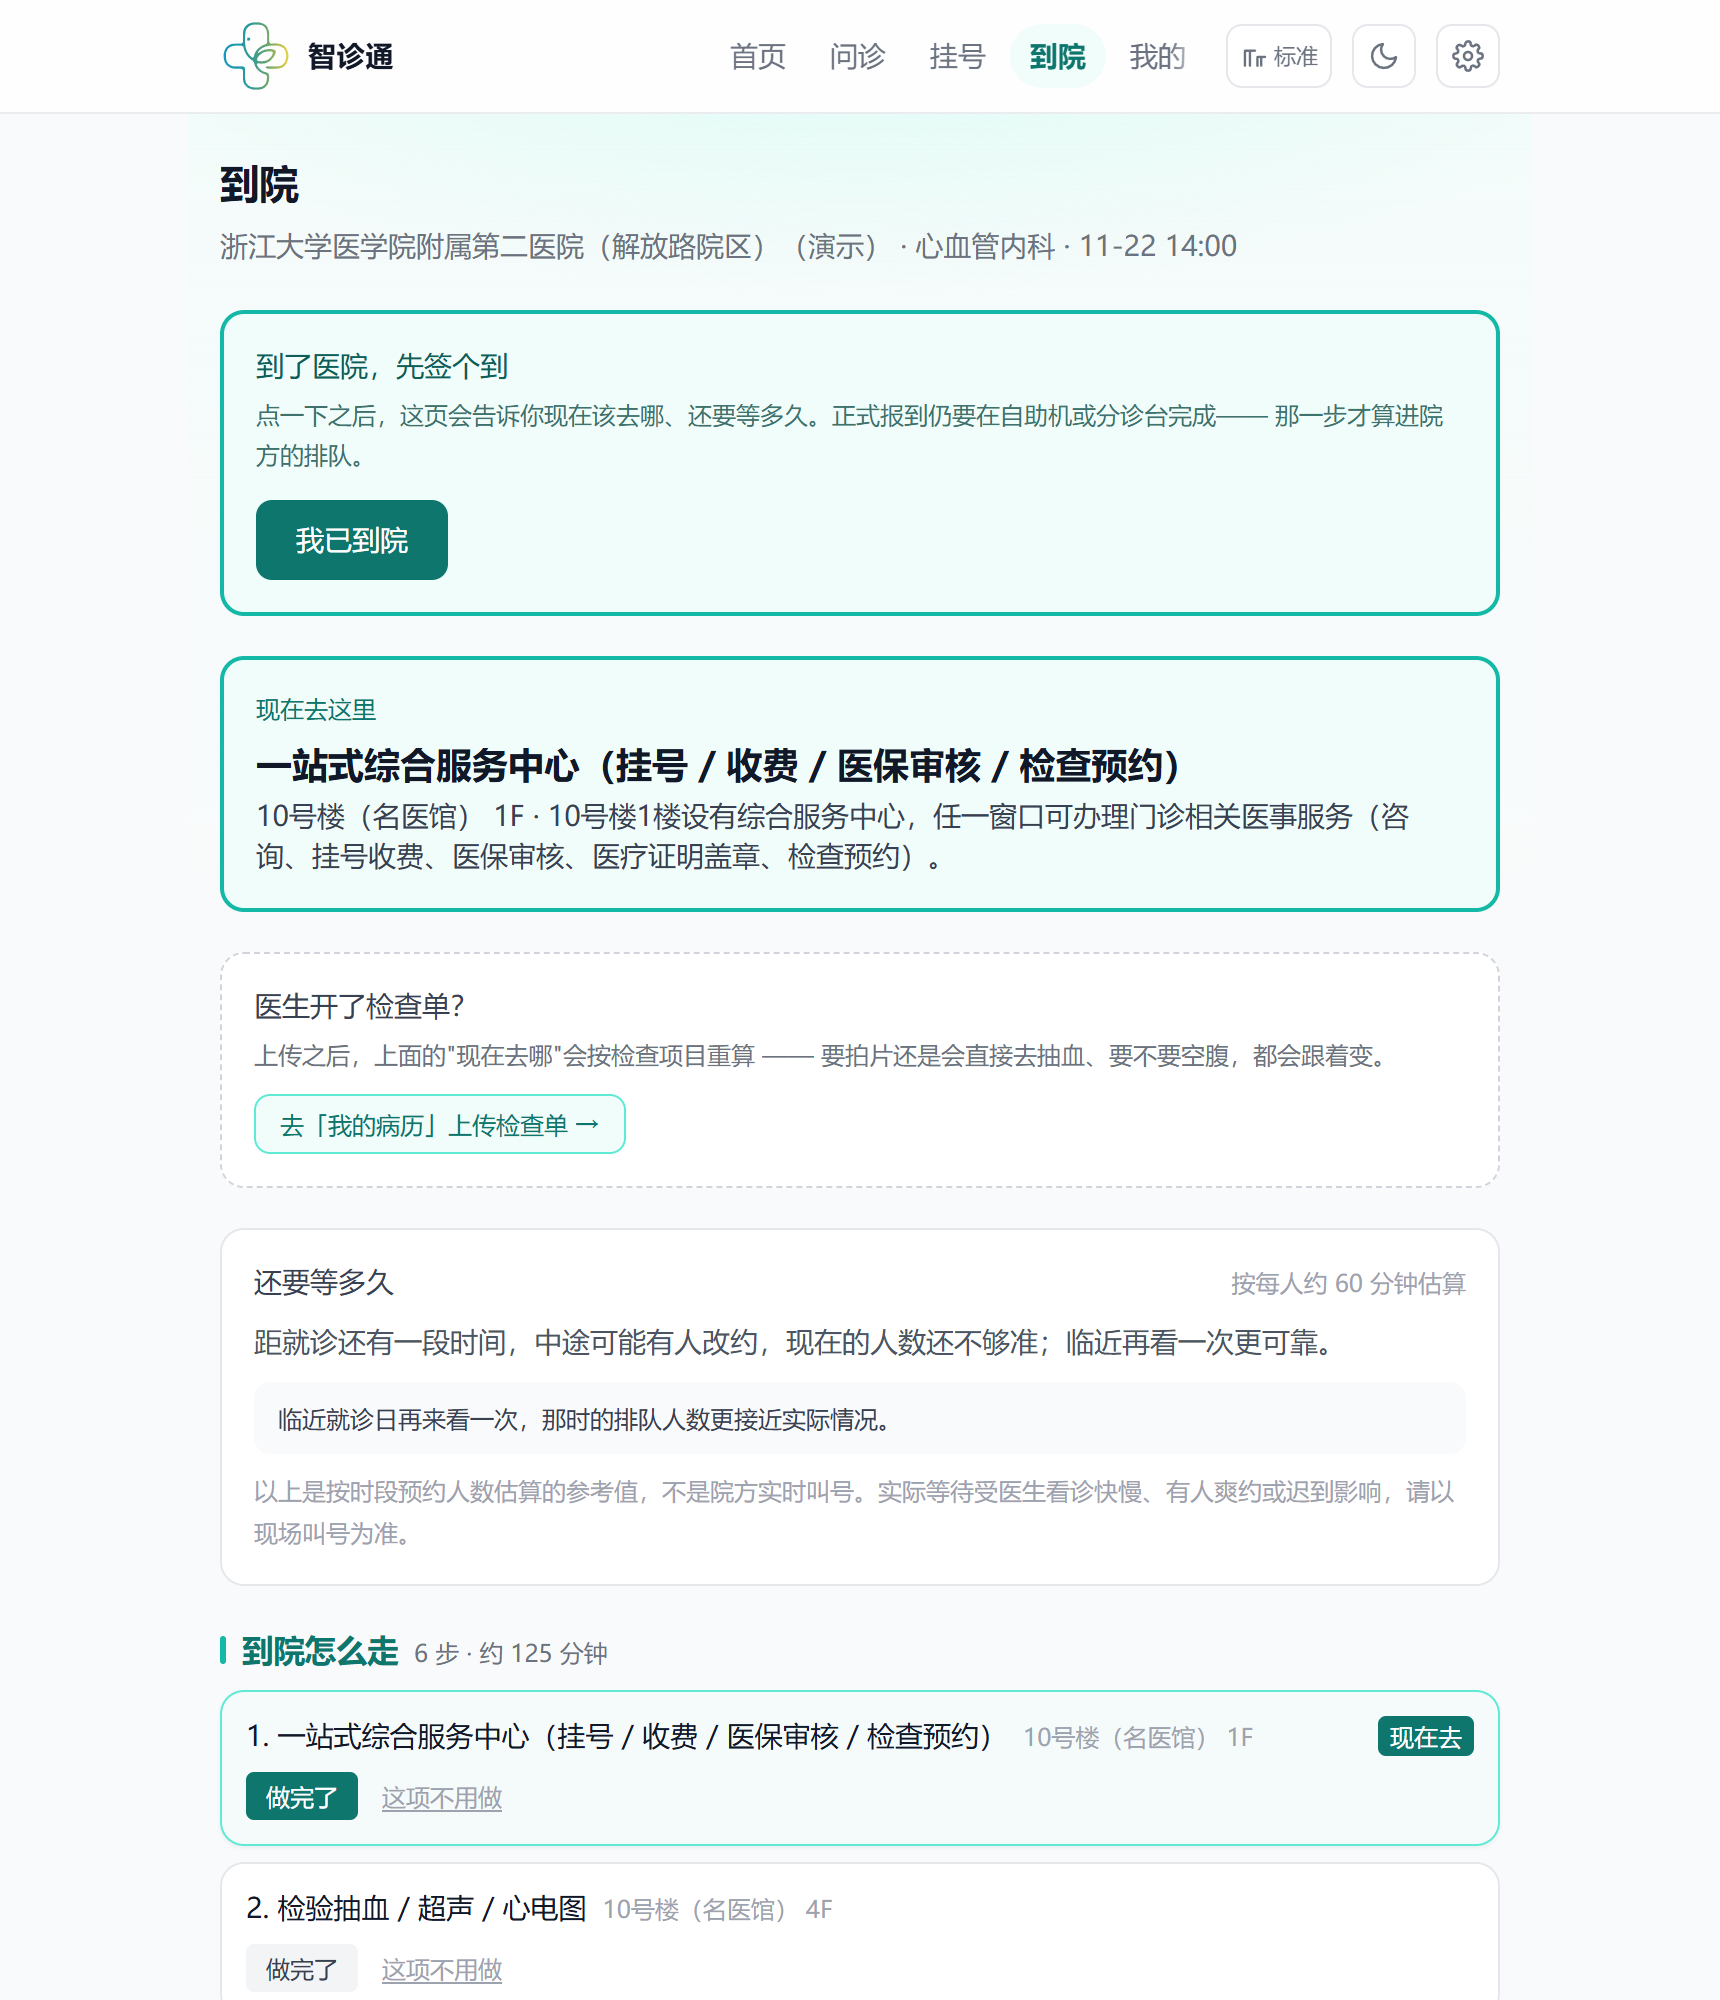 智诊通
首页 问诊 挂号 到院 我的 标准
到院
浙江大学医学院附属第二医院（解放路院区）（演示） · 心血管内科 · 11-22 14:00
到了医院，先签个到
点一下之后，这页会告诉你现在该去哪、还要等多久。正式报到仍要在自助机或分诊台完成—— 那一步才算进院
方的排队。
我已到院
现在去这里
一站式综合服务中心（挂号 / 收费 / 医保审核 / 检查预约）
10号楼（名医馟） 1F · 10号楼1楼设有综合服务中心，任一窗口可办理门诊相关医事服务（咨
询、挂号收费、医保审核、医疗证明盖章、检查预约）。
医生开了检查单？
上传之后，上面的"现在去哪"会按检查项目重算 —— 要拍片还是会直接去抽血、要不要空腹，都会跟着变。
去「我的病历」上传检查单 →
还要等多久
按每人约 60 分钟估算
距就诊还有一段时间，中途可能有人改约，现在的人数还不够准；临近再看一次更可靠。
临近就诊日再来看一次，那时的排队人数更接近实际情况。
以上是按时段预约人数估算的参考值，不是院方实时叫号。实际等待受医生看诊快慢、有人爽约或迟到影响，请以
现场叫号为准。
到院怎么走 6 步 · 约 125 分钟
1. 一站式综合服务中心（挂号 / 收费 / 医保审核 / 检查预约） 10号楼（名医馆） 1F 现在去
做完了 这项不用做
2. 检验抽血 / 超声 / 心电图 10号楼（名医馆） 4F
做完了 这项不用做